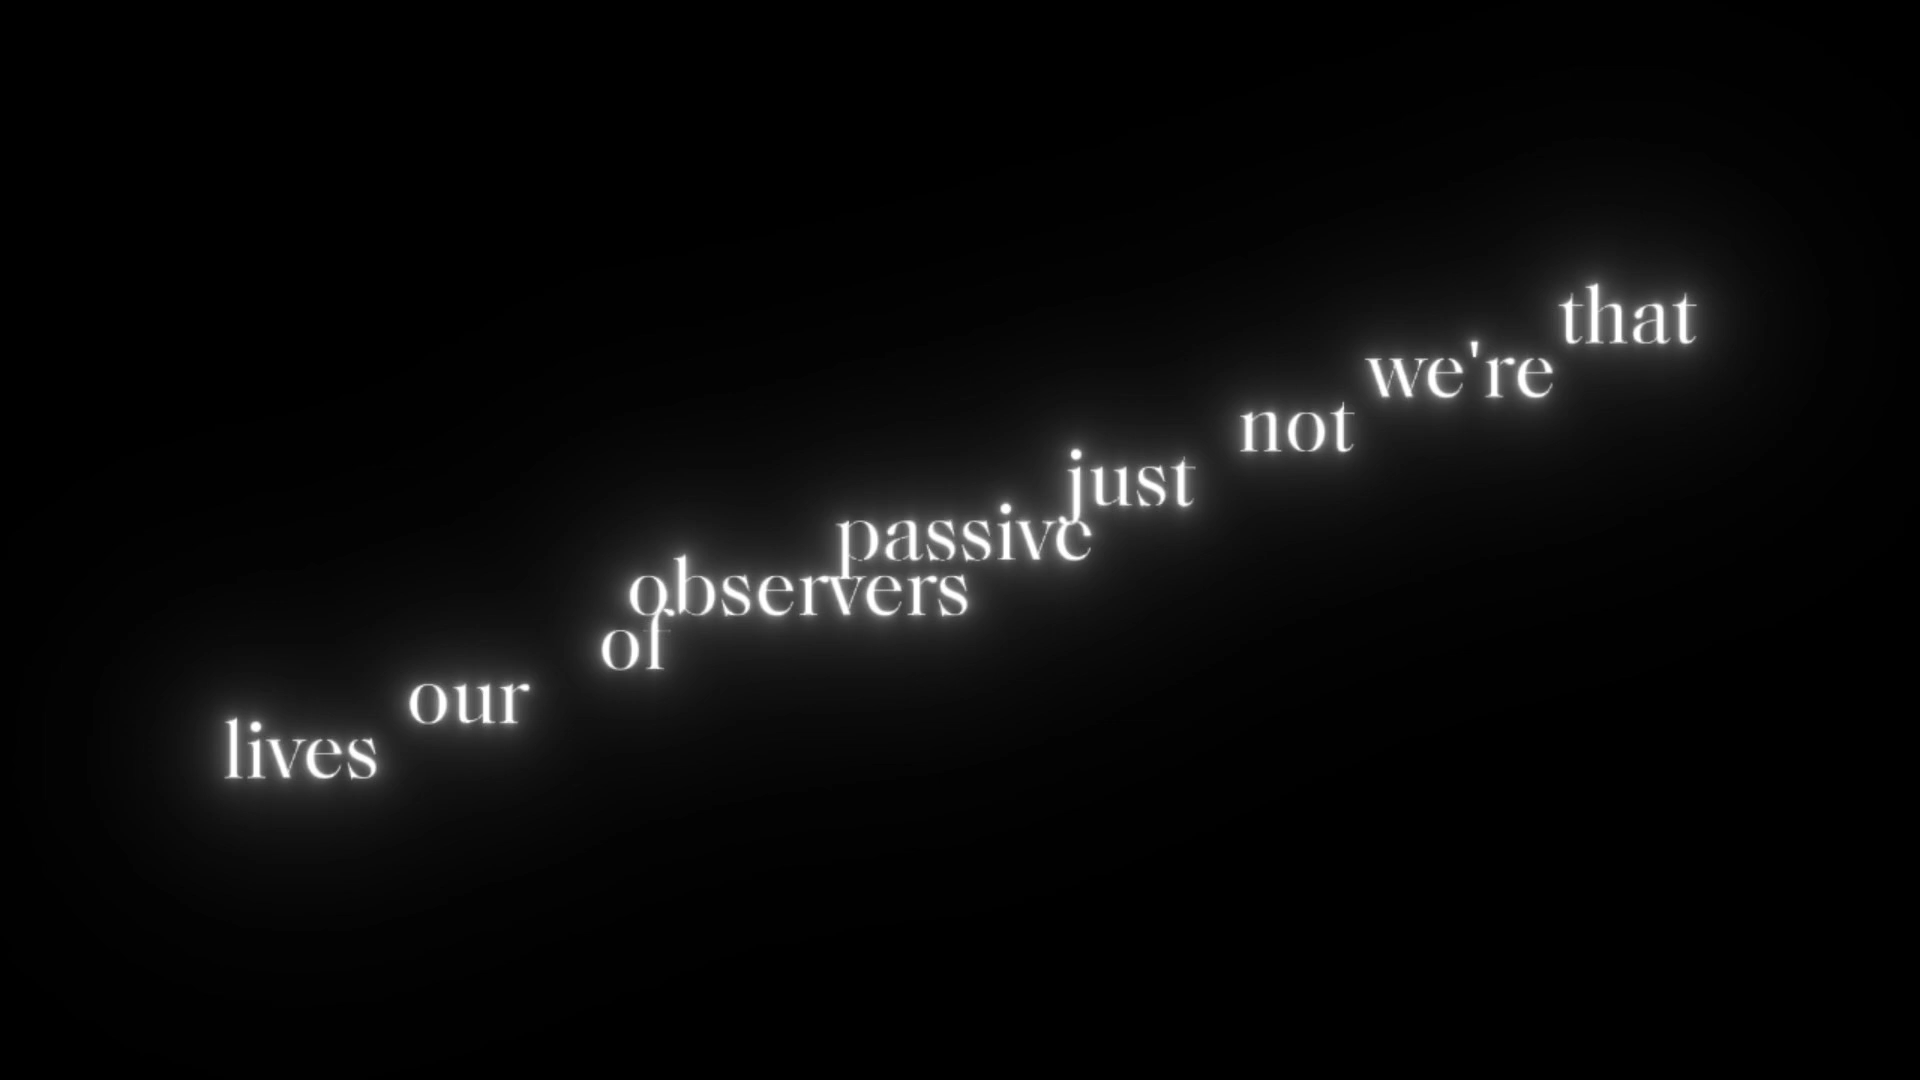 that
we're
not
just
passive
observers
of
our
lives